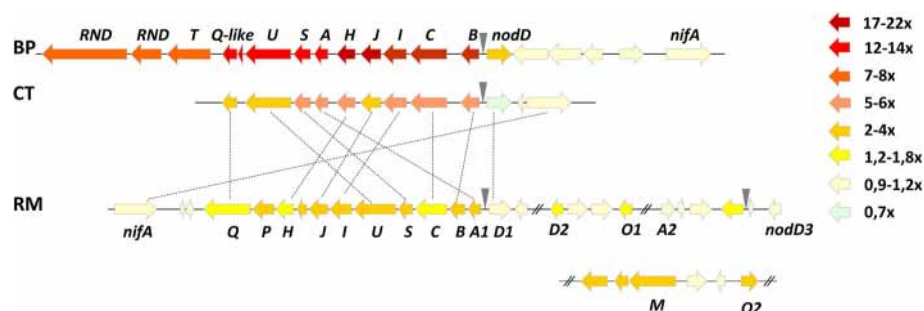 RND RND T Q-like U S A H J I C B nodD nifA
BP
CT
RM
nifA Q P H J I U S C B A1 D1 D2 O1 A2 nodD3
M O2
17-22x
12-14x
7-8x
5-6x
2-4x
1,2-1,8x
0,9-1,2x
0,7x